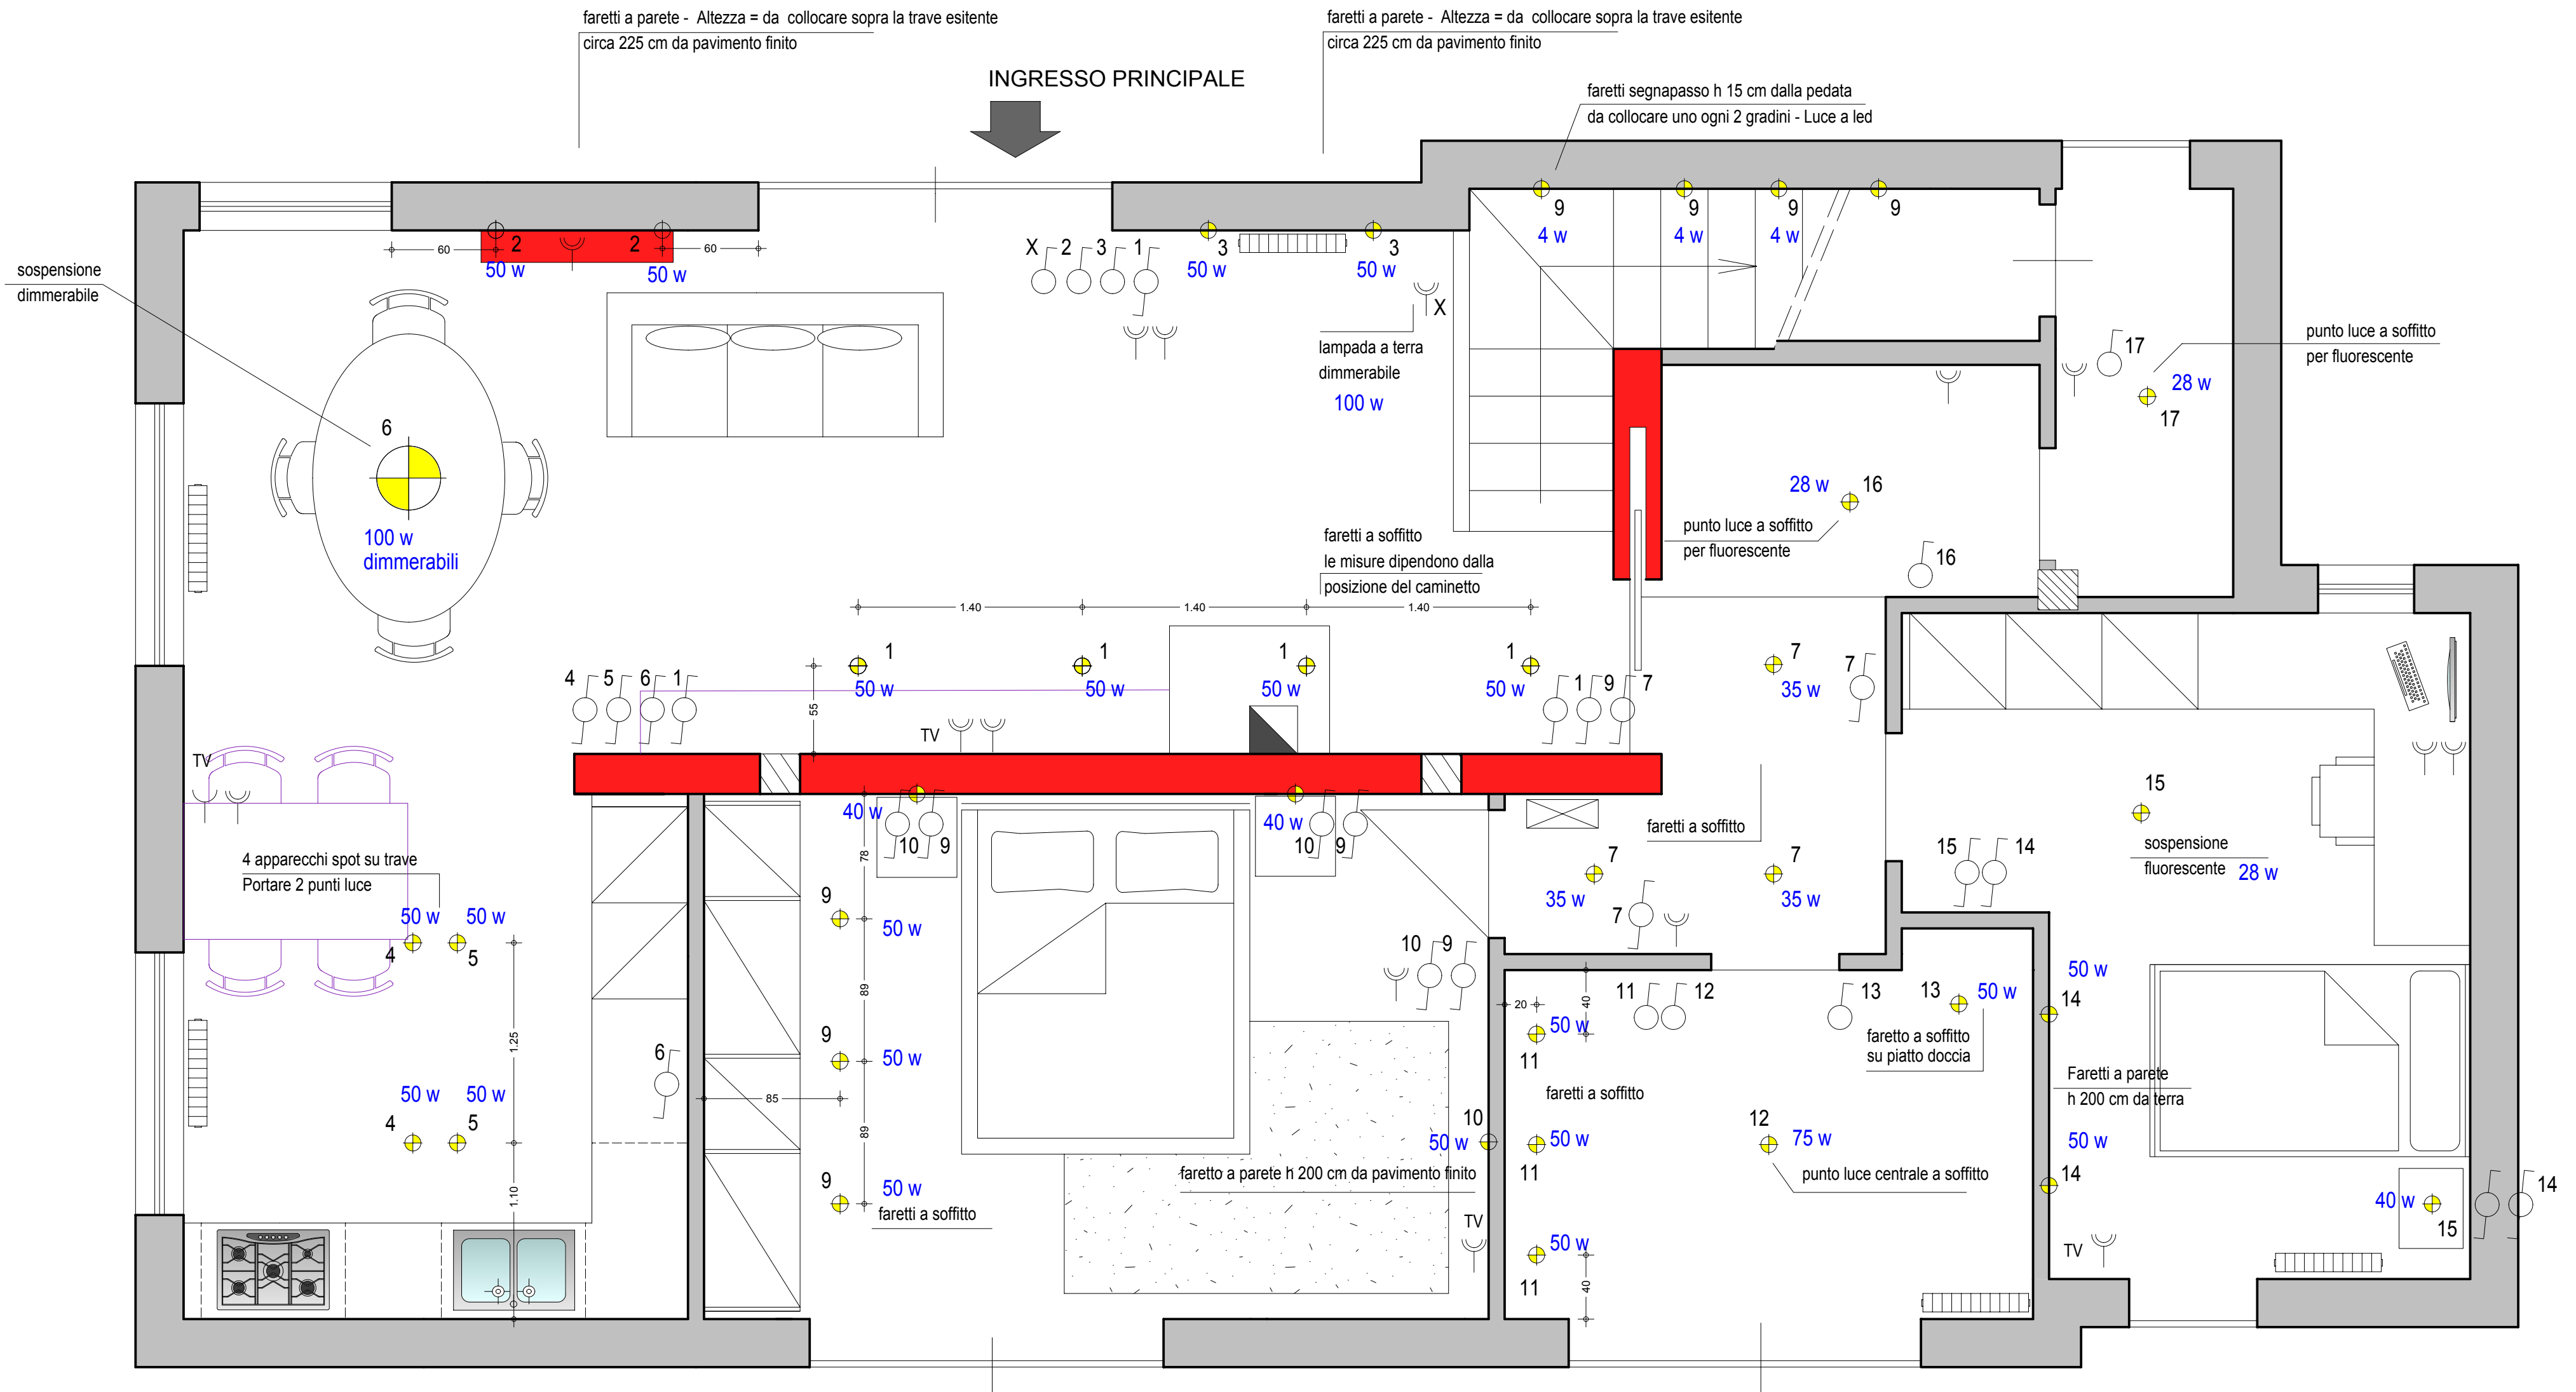 faretti a parete - Altezza = da collocare sopra la trave esitente
circa 225 cm da pavimento finito
faretti a parete - Altezza = da collocare sopra la trave esitente
circa 225 cm da pavimento finito
INGRESSO PRINCIPALE
faretti segnapasso h 15 cm dalla pedata
da collocare uno ogni 2 gradini - Luce a led
9 9 9 9
4 w 4 w 4 w
60 2 2 60
50 w 50 w
X 2 3 1
3 3
50 w 50 w
X
sospensione
dimmerabile
lampada a terra
dimmerabile
100 w
17
28 w
17
punto luce a soffitto
per fluorescente
6
100 w
dimmerabili
28 w 16
punto luce a soffitto
per fluorescente
16
faretti a soffitto
le misure dipendono dalla
posizione del caminetto
1.40 1.40 1.40
1 1 1 1
50 w 50 w 50 w 50 w
55
4 5 6 1
TV
1 9 7
7
35 w
7
TV
40 w 40 w
10 9 10 9
78
faretti a soffitto
7 7
35 w 35 w
7
15
sospensione
fluorescente 28 w
15 14
4 apparecchi spot su trave
Portare 2 punti luce
50 w 50 w
4 5
1.25
50 w 50 w
4 5
1.10
6
9
50 w
89
9
50 w
85
89
9
50 w
faretti a soffitto
10 9
10
50 w
faretto a parete h 200 cm da pavimento finito
TV
20 40
50 w
11
faretti a soffitto
50 w
11
50 w
11
40
11 12
13
13 50 w
faretto a soffitto
su piatto doccia
12 75 w
punto luce centrale a soffitto
50 w
14
Faretti a parete
h 200 cm da terra
50 w
14
TV
40 w
15
14